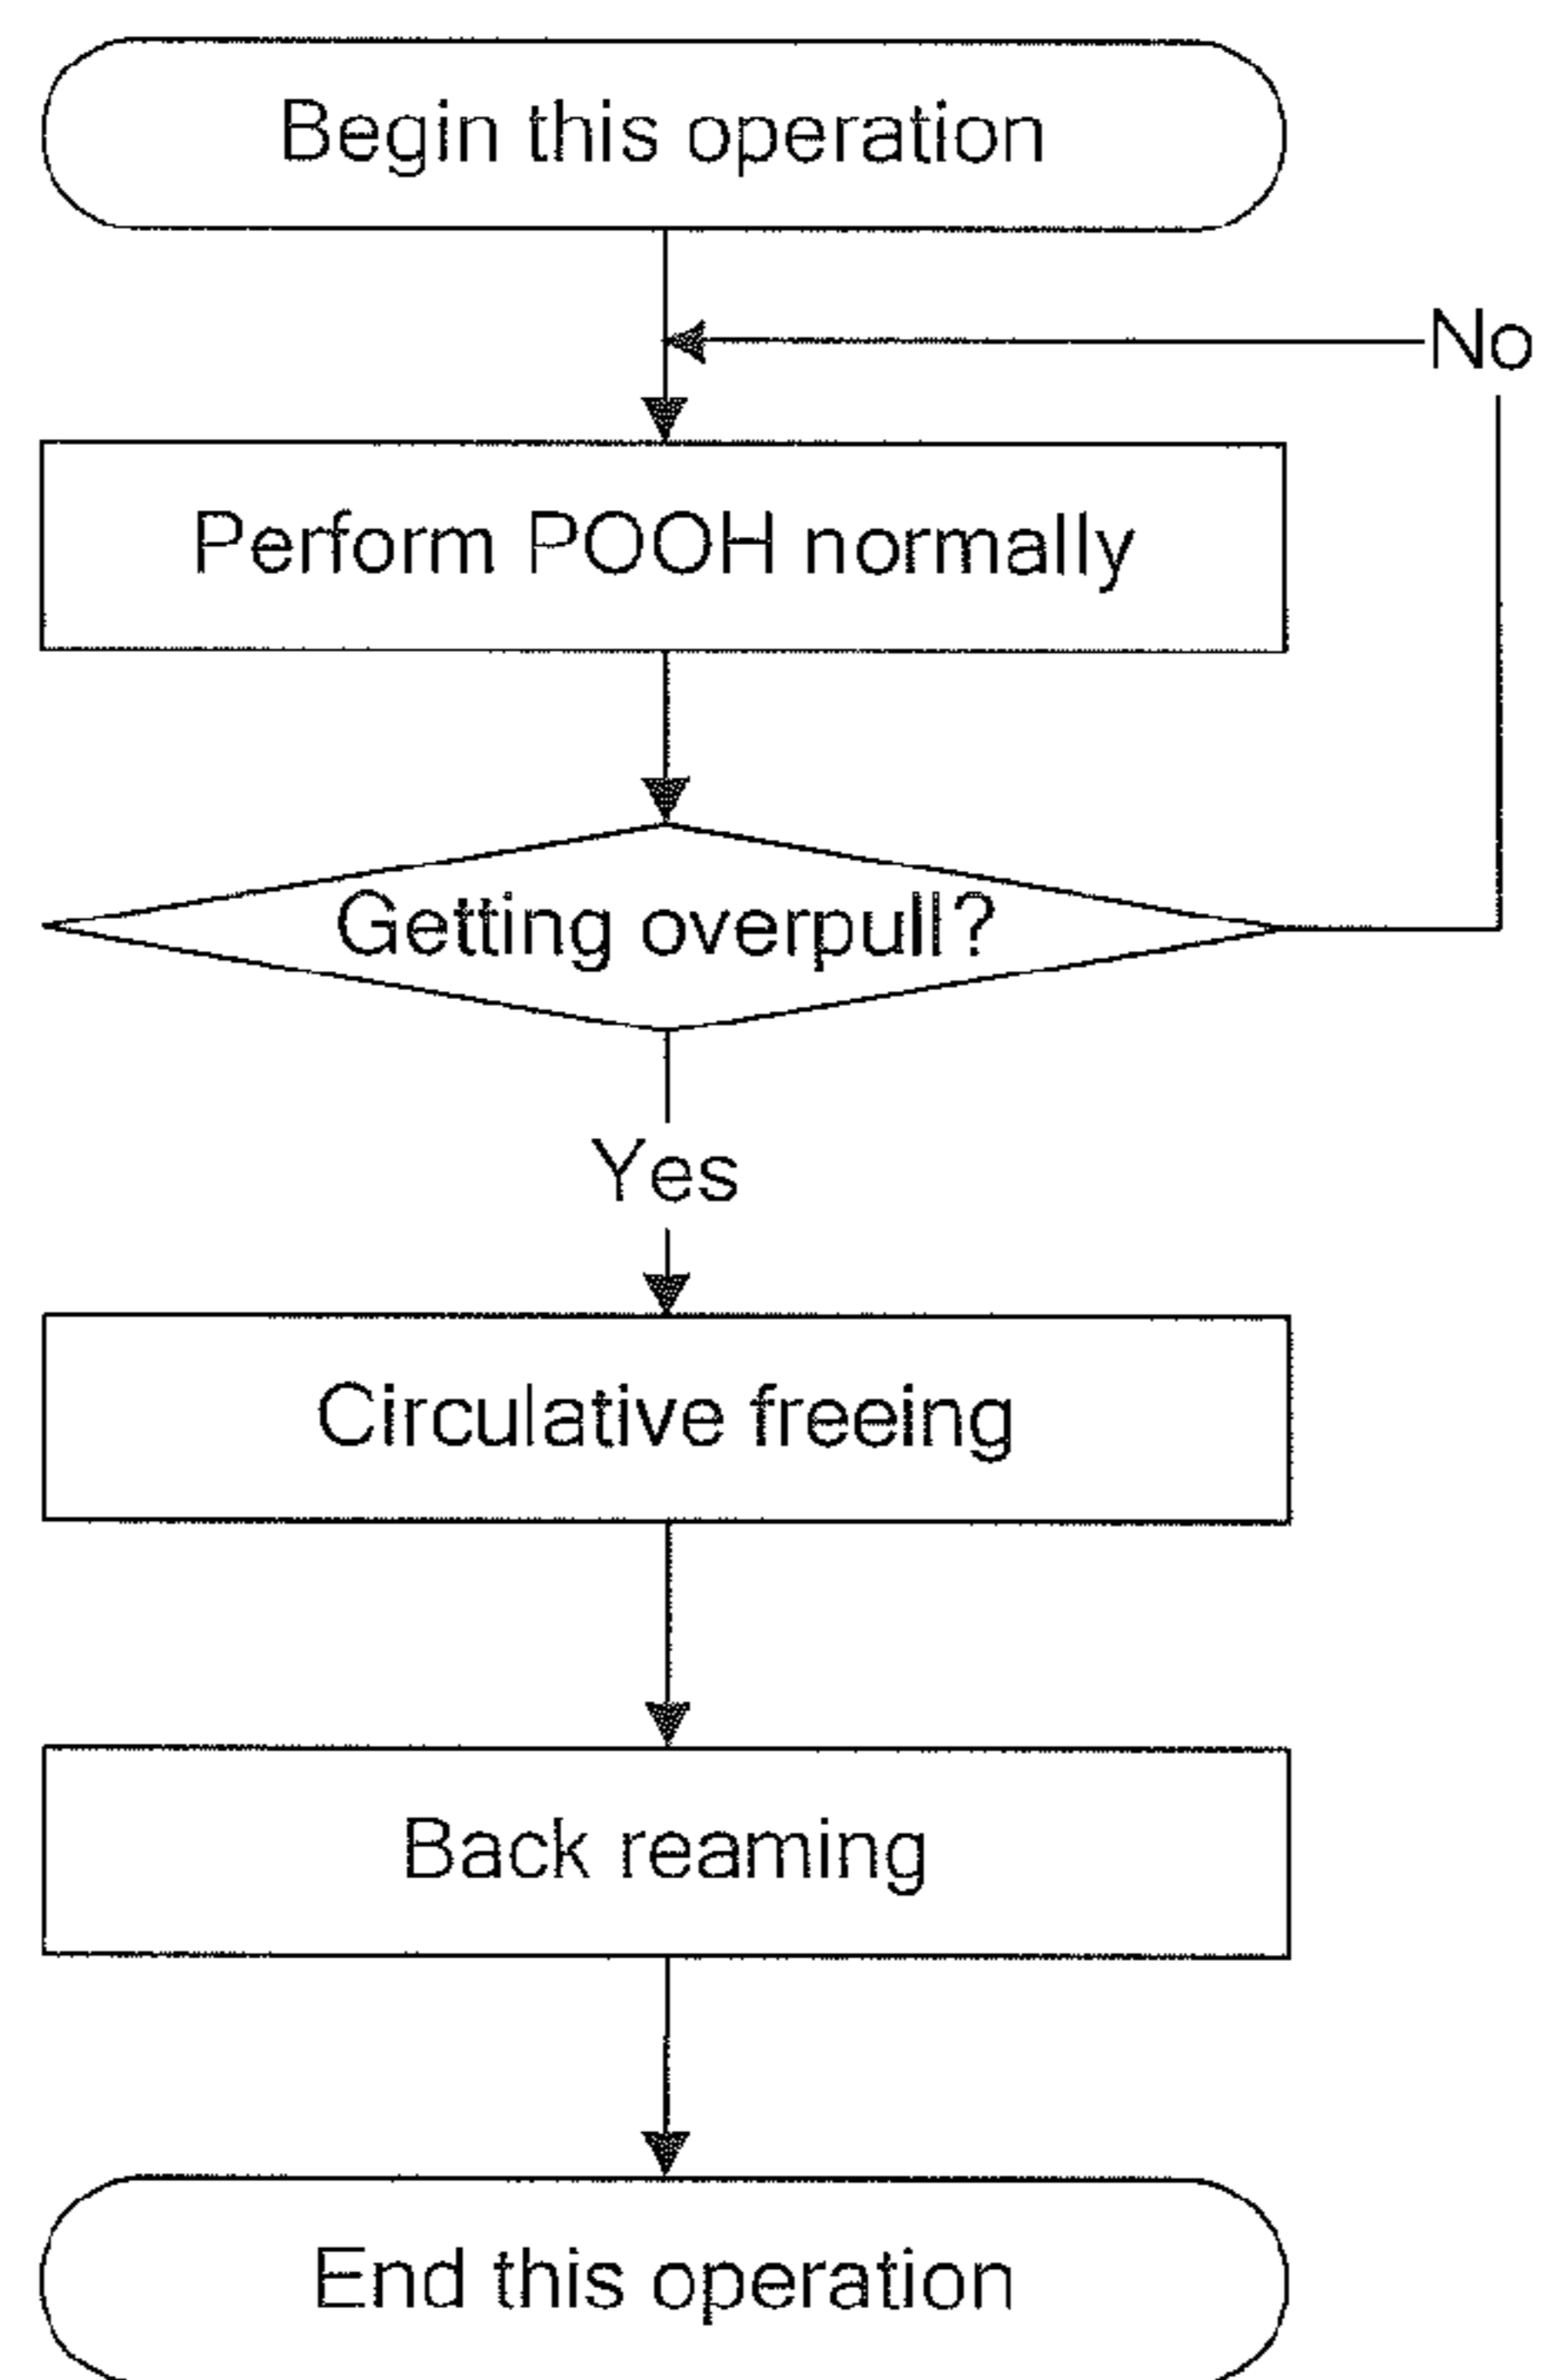 Begin this operation
No
Perform POOH normally
Getting overpull?
Yes
Circulative freeing
Back reaming
End this operation